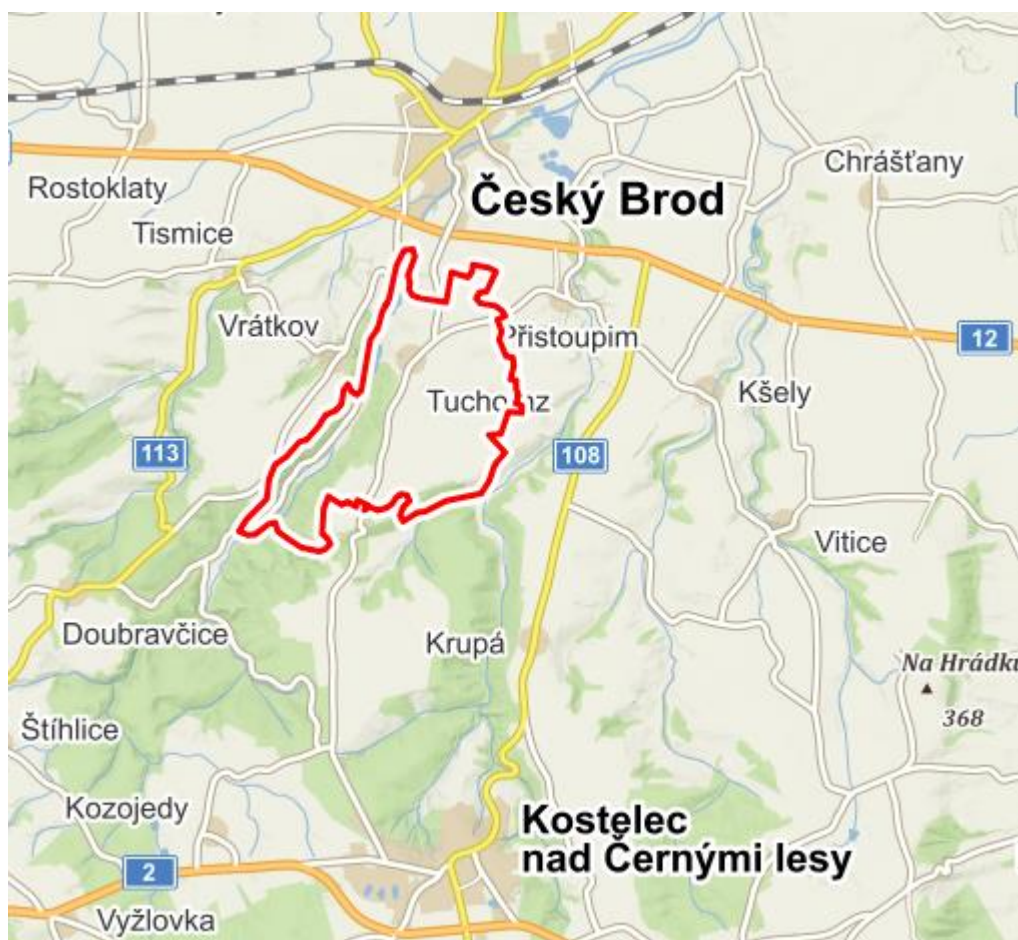 Český Brod
Chrášťany
Rostoklaty
Tismice
Vrátkov
Přistoupim
12
Kšely
113
108
Vitice
Doubravčice
Krupá
Na Hrádku
368
Štíhlice
Kozojedy
Kostelec
nad Černými lesy
2
Vyžlovka